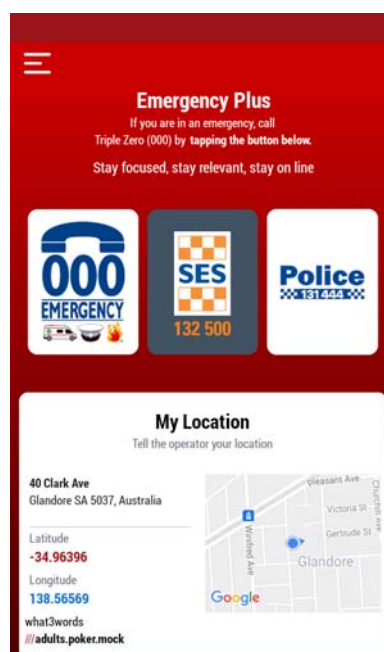 Emergency Plus
If you are in an emergency, call
Triple Zero (000) by tapping the button below.
Stay focused, stay relevant, stay on line
000
EMERGENCY
SES
132 500
Police
131 444
My Location
Tell the operator your location
40 Clark Ave
Glandore SA 5037, Australia
Latitude
-34.96396
Longitude
138.56569
what3words
///adults.poker.mock
pleasant Ave
Churchill Ave
Victoria St
Gertrude St
Winifred Ave
Glandore
Google